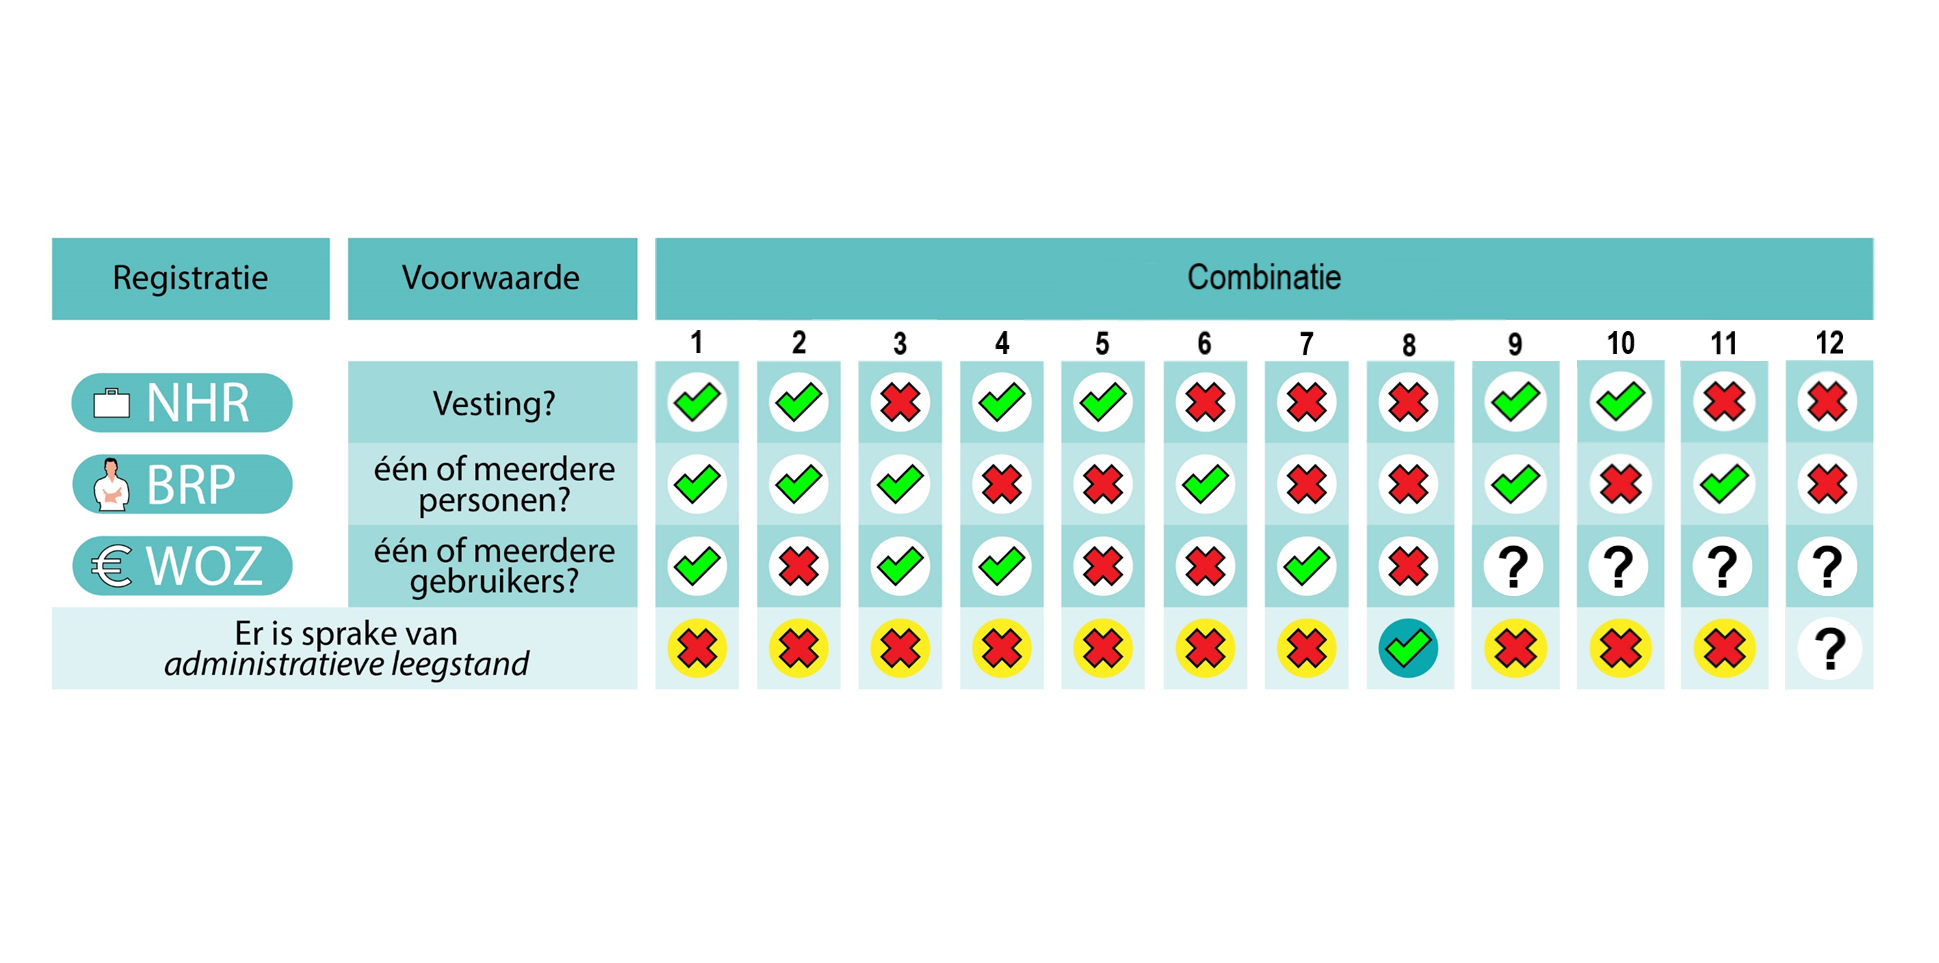 Registratie
Voorwaarde
Combinatie
1 2 3 4 5 6 7 8 9 10 11 12
NHR
Vesting?
BRP
één of meerdere
personen?
€ WOZ
één of meerdere
gebruikers?
? ? ? ?
Er is sprake van
administratieve leegstand
?